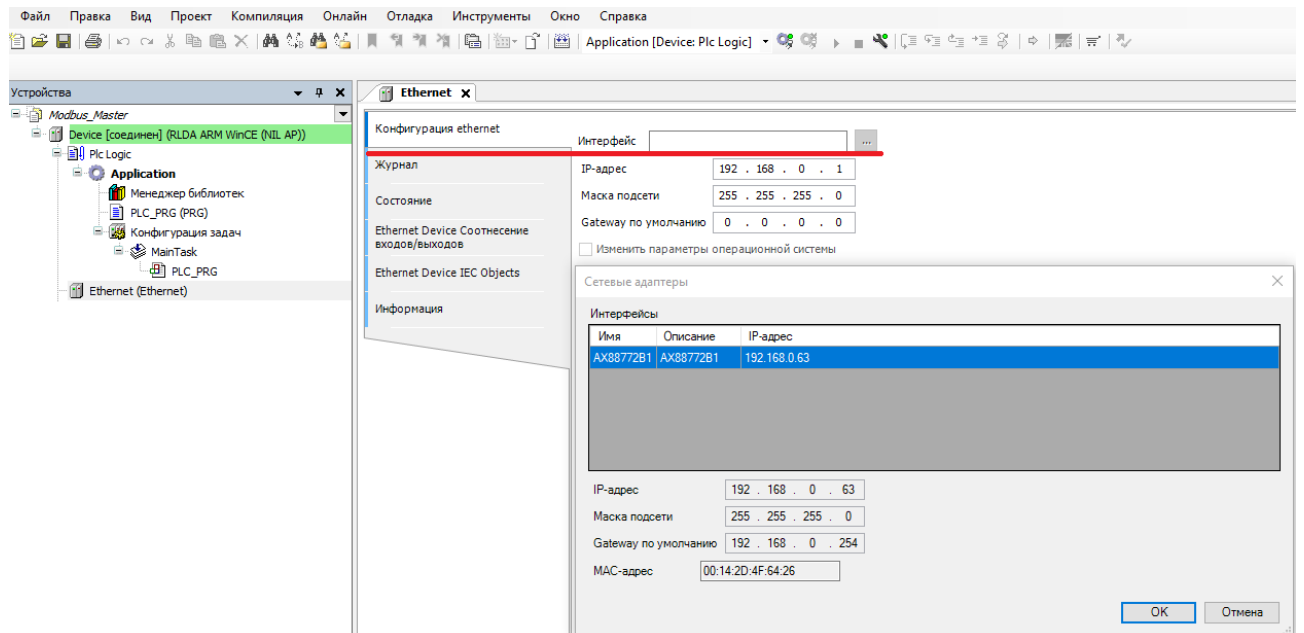 Файл Правка Вид Проект Компиляция Онлайн Отладка Инструменты Окно Справка
Application [Device: Plc Logic]
Устройства
Ethernet
Modbus_Master
Device [соединен] (RLDA ARM WinCE (NIL AP))
Plc Logic
Application
Менеджер библиотек
PLC_PRG (PRG)
Конфигурация задач
MainTask
PLC_PRG
Ethernet (Ethernet)
Конфигурация ethernet
Журнал
Состояние
Ethernet Device Соотнесение
входов/выходов
Ethernet Device IEC Objects
Информация
Интерфейс ...
IP-адрес 192 . 168 . 0 . 1
Маска подсети 255 . 255 . 255 . 0
Gateway по умолчанию 0 . 0 . 0 . 0
Изменить параметры операционной системы
Сетевые адаптеры
Интерфейсы
Имя Описание IP-адрес
AX88772B1 AX88772B1 192.168.0.63
IP-адрес 192 . 168 . 0 . 63
Маска подсети 255 . 255 . 255 . 0
Gateway по умолчанию 192 . 168 . 0 . 254
MAC-адрес 00:14:2D:4F:64:26
OK Отмена